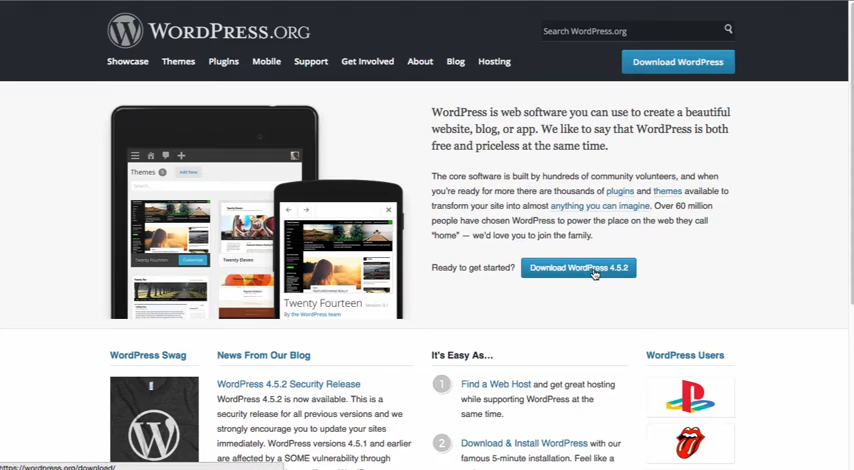 WORDPRESS.ORG
Search WordPress.org
Showcase Themes Plugins Mobile Support Get Involved About Blog Hosting
Download WordPress
WordPress is web software you can use to create a beautiful
website, blog, or app. We like to say that WordPress is both
free and priceless at the same time.
The core software is built by hundreds of community volunteers, and when
you're ready for more there are thousands of plugins and themes available to
transform your site into almost anything you can imagine. Over 60 million
people have chosen WordPress to power the place on the web they call
“home” — we'd love you to join the family.
Ready to get started? Download WordPress 4.5.2
Themes
Add New
Search...
Twenty Fourteen
Customize
Twenty Eleven
Twenty Fourteen
By the WordPress team
WordPress Swag
News From Our Blog
WordPress 4.5.2 Security Release
WordPress 4.5.2 is now available. This is a
security release for all previous versions and we
strongly encourage you to update your sites
immediately. WordPress versions 4.5.1 and earlier
are affected by a SOME vulnerability through
It's Easy As...
1 Find a Web Host and get great hosting
while supporting WordPress at the
same time.
2 Download & Install WordPress with our
famous 5-minute installation. Feel like a
WordPress Users
https://wordpress.org/download/